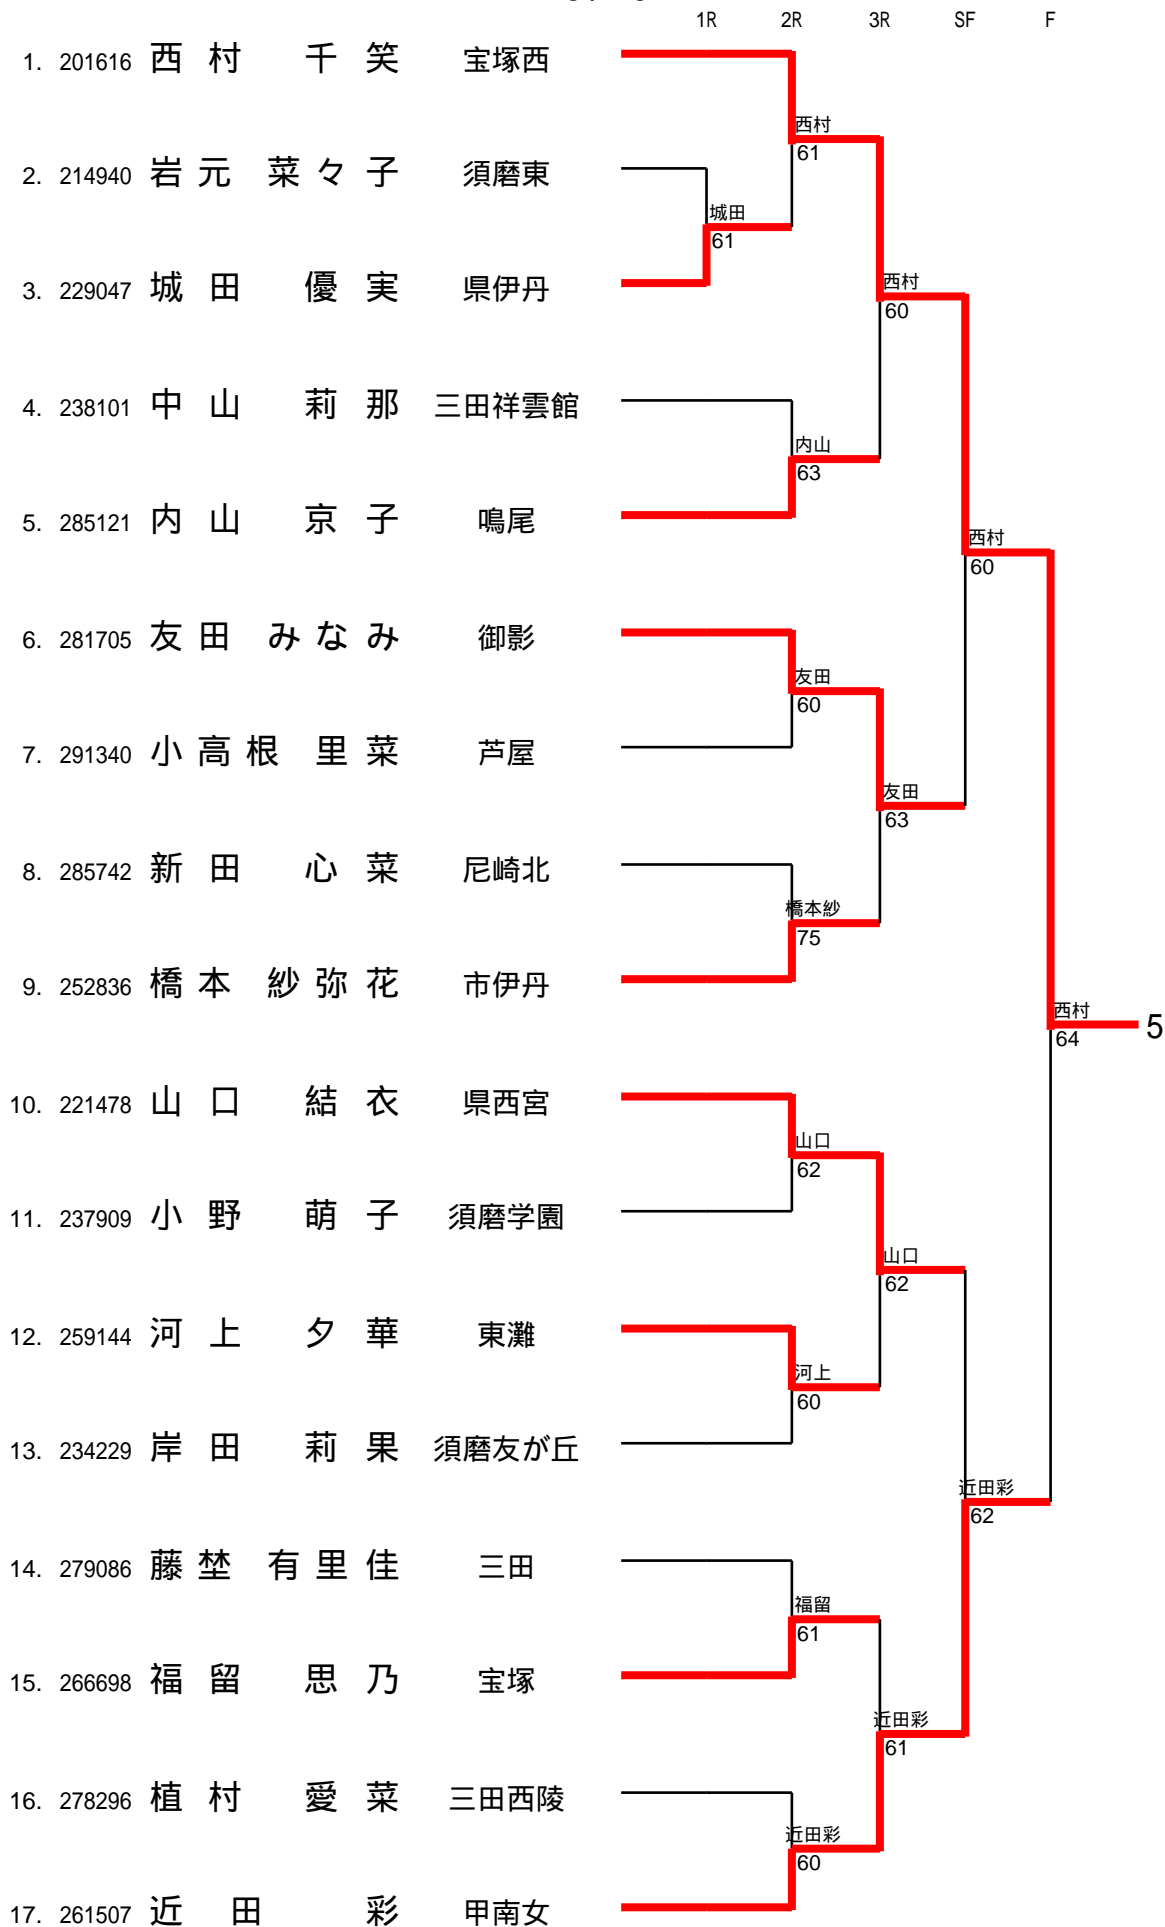 1R 2R 3R SF F
1. 201616 西村 千笑 宝塚西
西村
61
2. 214940 岩元 菜々子 須磨東
城田
61
3. 229047 城田 優実 県伊丹
西村
60
4. 238101 中山 莉那 三田祥雲館
内山
63
5. 285121 内山 京子 鳴尾
西村
60
6. 281705 友田 みなみ 御影
友田
60
7. 291340 小高根 里菜 芦屋
友田
63
8. 285742 新田 心菜 尼崎北
橋本紗
75
9. 252836 橋本 紗弥花 市伊丹
西村
64 5
10. 221478 山口 結衣 県西宮
山口
62
11. 237909 小野 萌子 須磨学園
山口
62
12. 259144 河上 夕華 東灘
河上
60
13. 234229 岸田 莉果 須磨友が丘
近田彩
62
14. 279086 藤埜 有里佳 三田
福留
61
15. 266698 福留 思乃 宝塚
近田彩
61
16. 278296 植村 愛菜 三田西陵
近田彩
60
17. 261507 近田 彩 甲南女